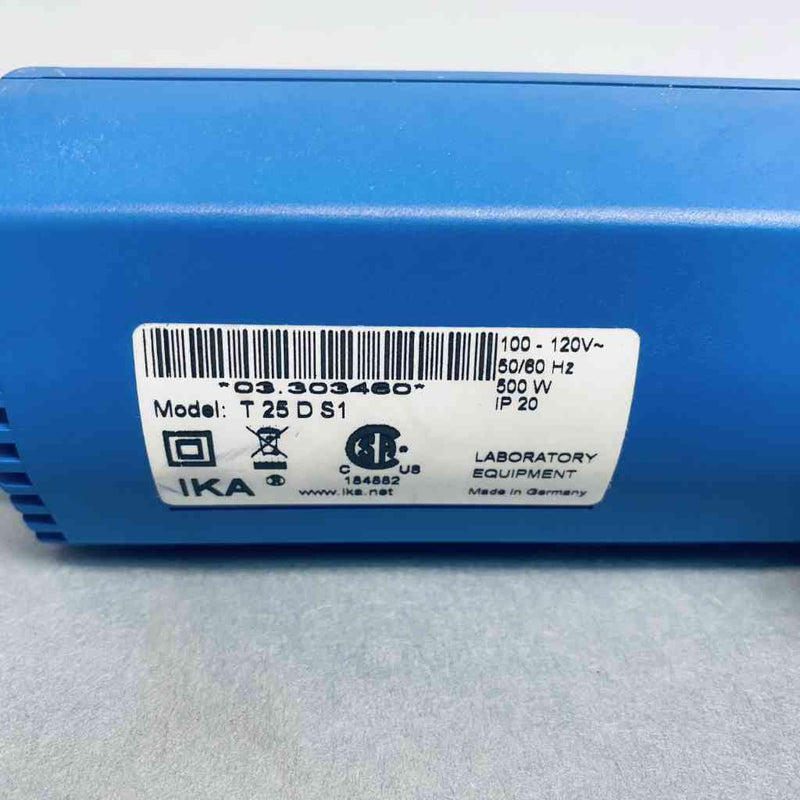 100 - 120V~
50/60 Hz
500 W
IP 20
*03.303460*
Model: T 25 D S1
C US
184882
LABORATORY
EQUIPMENT
IKA ®
www.ika.net
Made in Germany